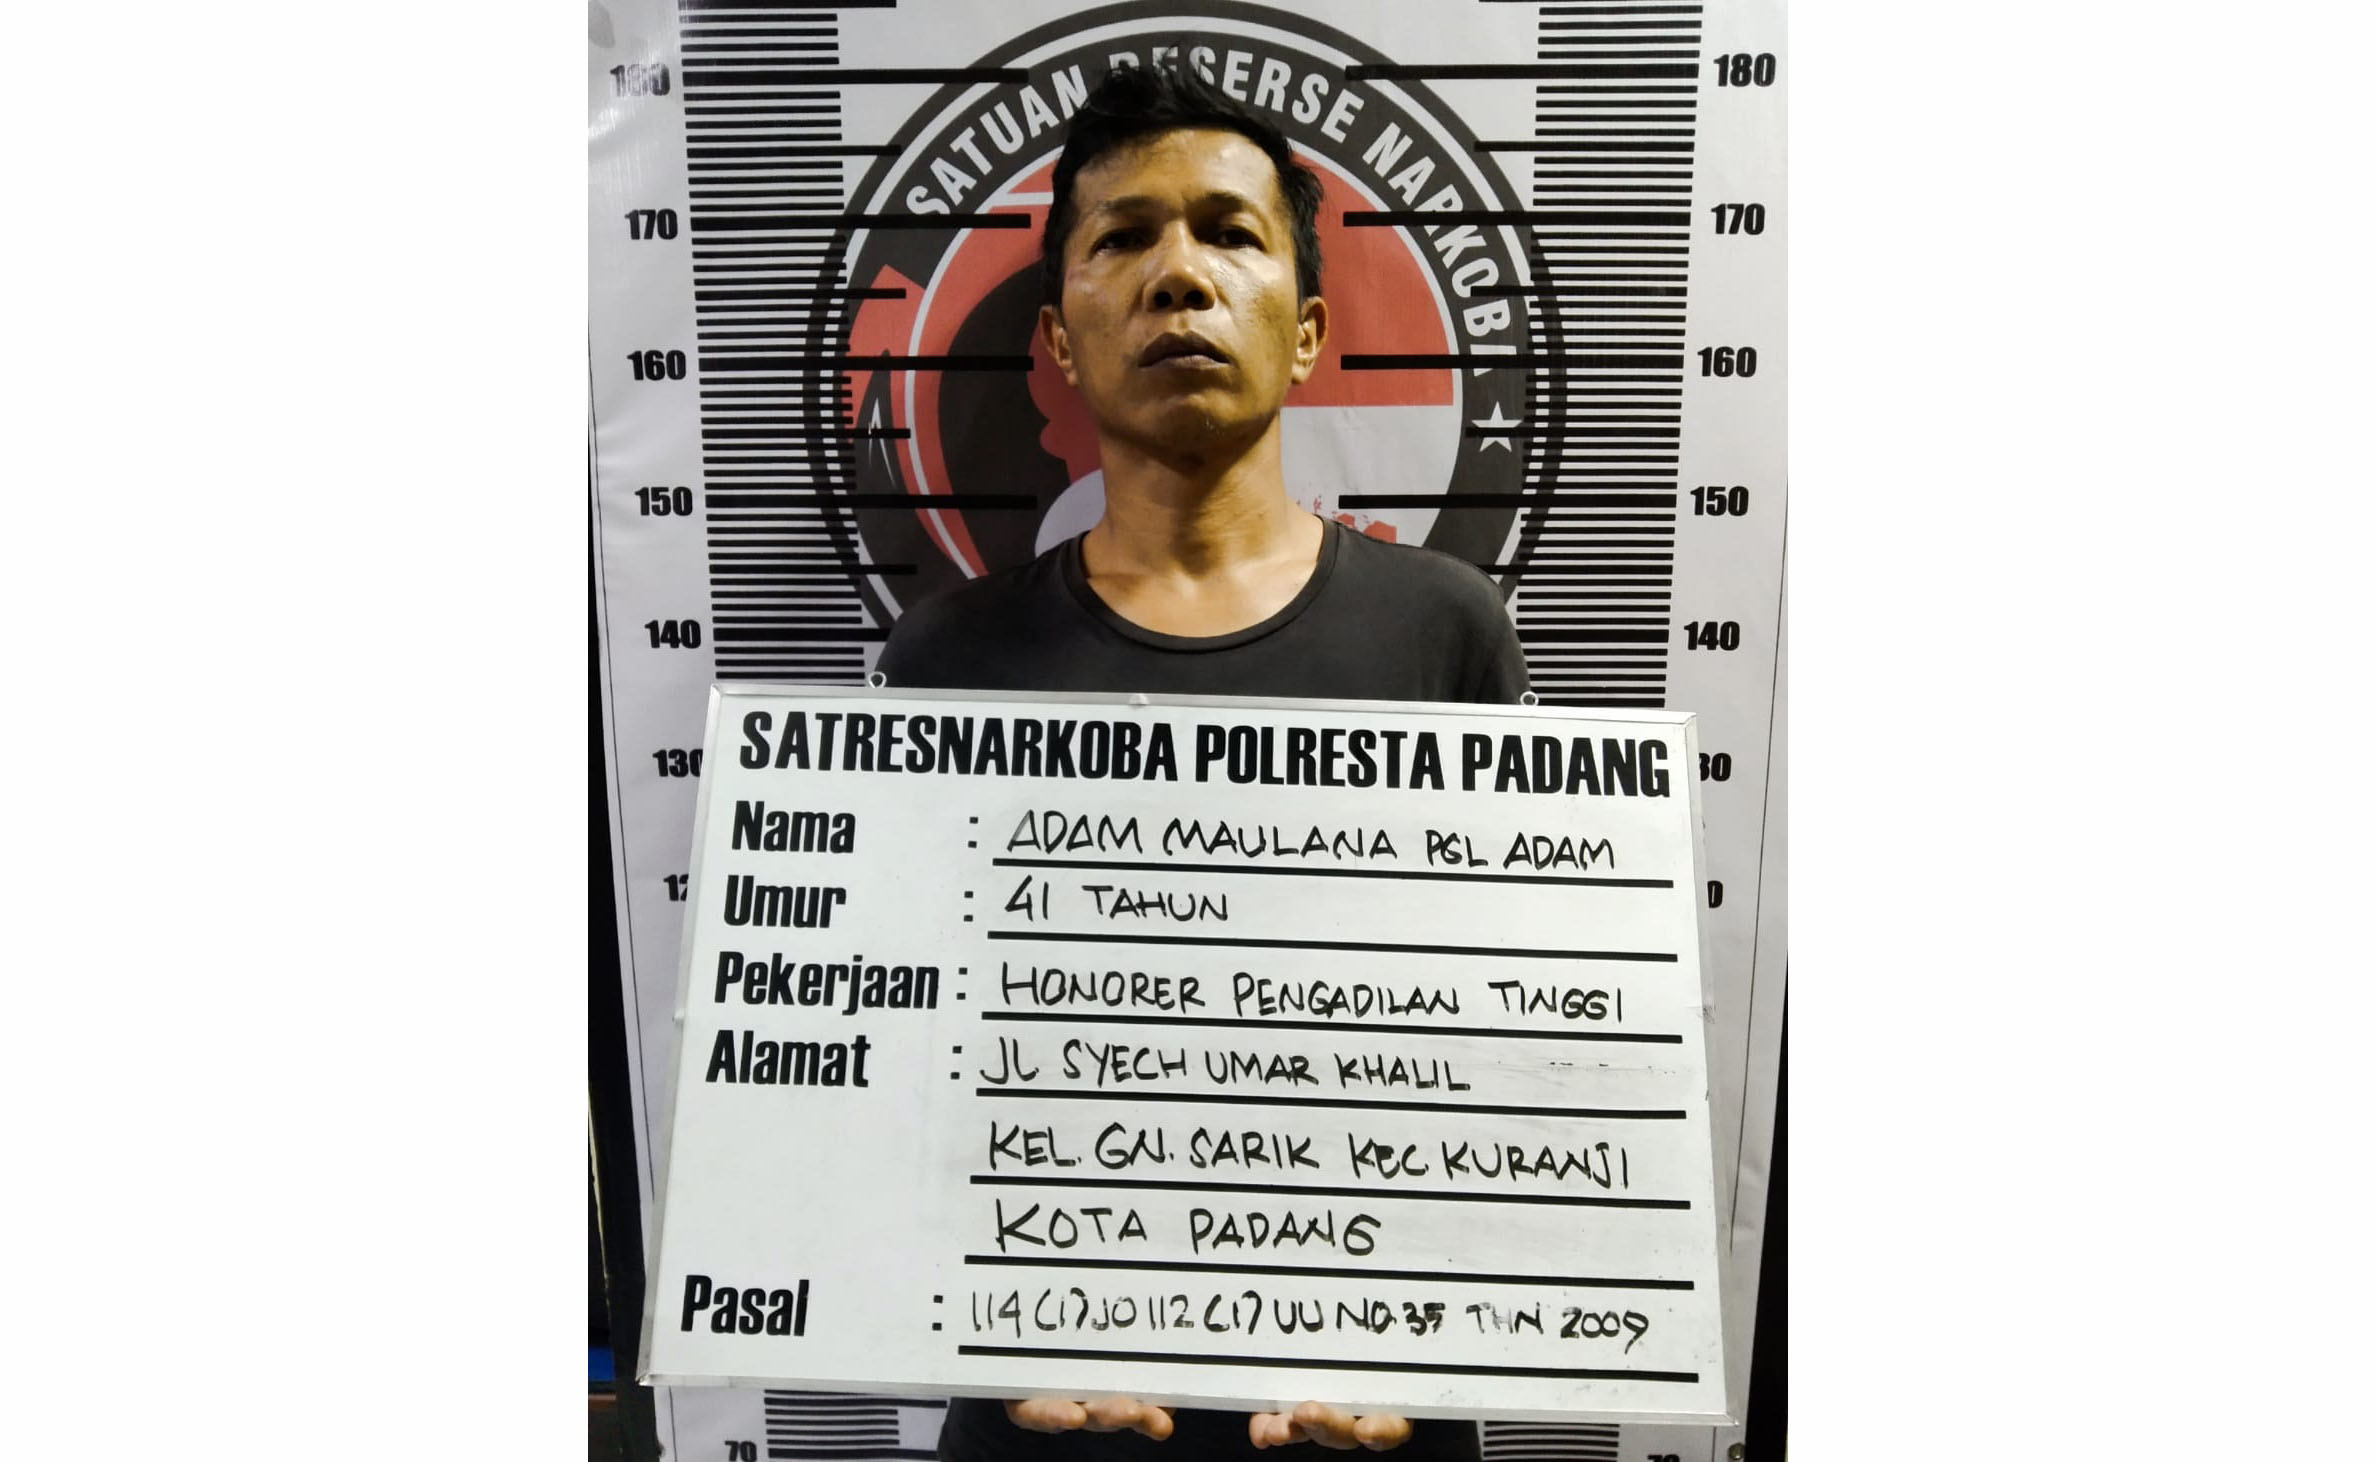 SATUAN RESERSE NARKOBA
180 180
170 170
160 160
150 150
140 140
130
SATRESNARKOBA POLRESTA PADANG
Nama : ADAM MAULANA PGL ADAM
Umur : 41 TAHUN
Pekerjaan : HONORER PENGADILAN TINGGI
Alamat : JL SYECH UMAR KHALIL
KEL. GN. SARIK KEC. KURANJI
KOTA PADANG
Pasal : 114 (1) JO 112 (1) UU NO. 35 THN 2009
70